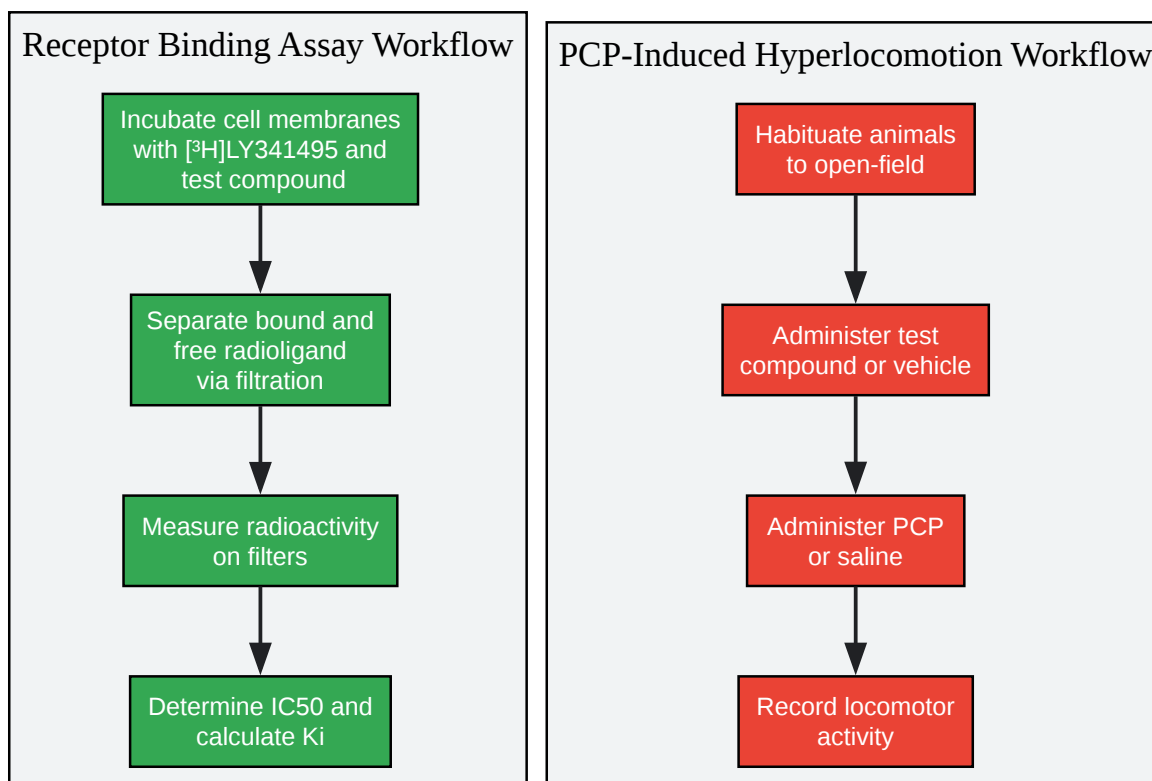 Receptor Binding Assay Workflow
Incubate cell membranes
with [³H]LY341495 and
test compound
Separate bound and
free radioligand
via filtration
Measure radioactivity
on filters
Determine IC50 and
calculate Ki
PCP-Induced Hyperlocomotion Workflow
Habituate animals
to open-field
Administer test
compound or vehicle
Administer PCP
or saline
Record locomotor
activity